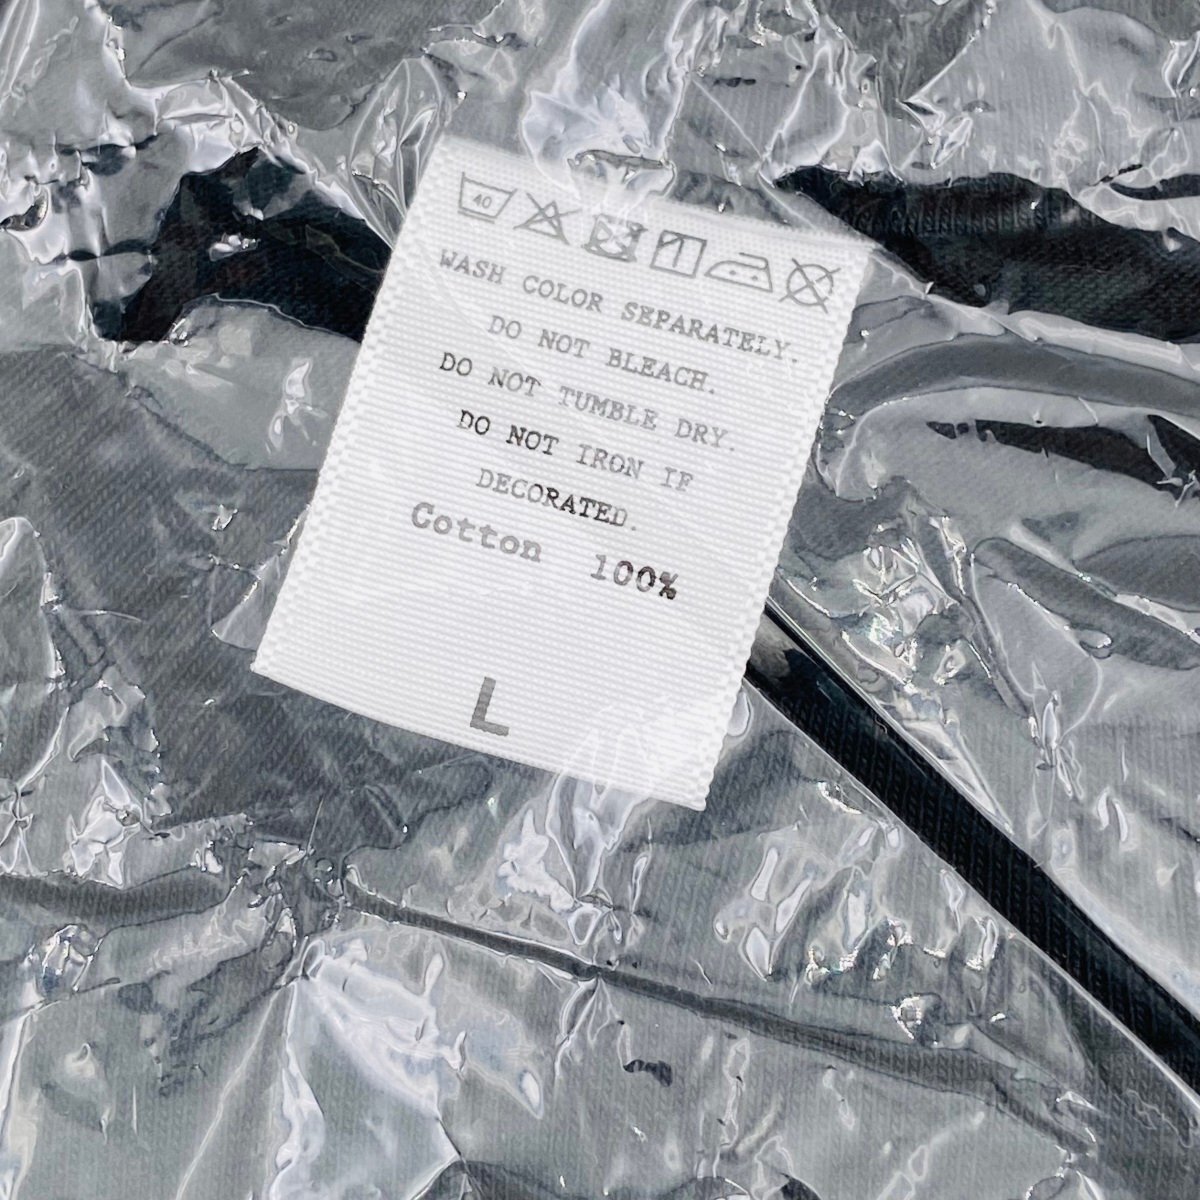 40
WASH COLOR SEPARATELY.
DO NOT BLEACH.
DO NOT TUMBLE DRY.
DO NOT IRON IF
DECORATED.
Cotton 100%
L